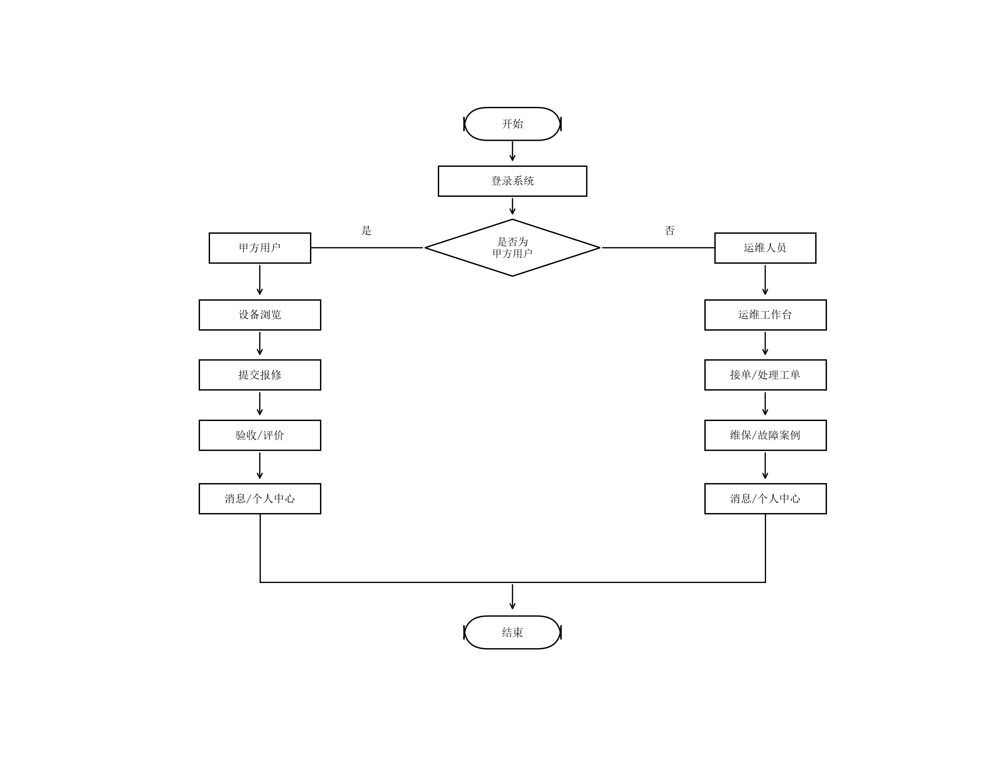 开始
登录系统
是
否
甲方用户
是否为
甲方用户
运维人员
设备浏览
运维工作台
提交报修
接单/处理工单
验收/评价
维保/故障案例
消息/个人中心
消息/个人中心
结束